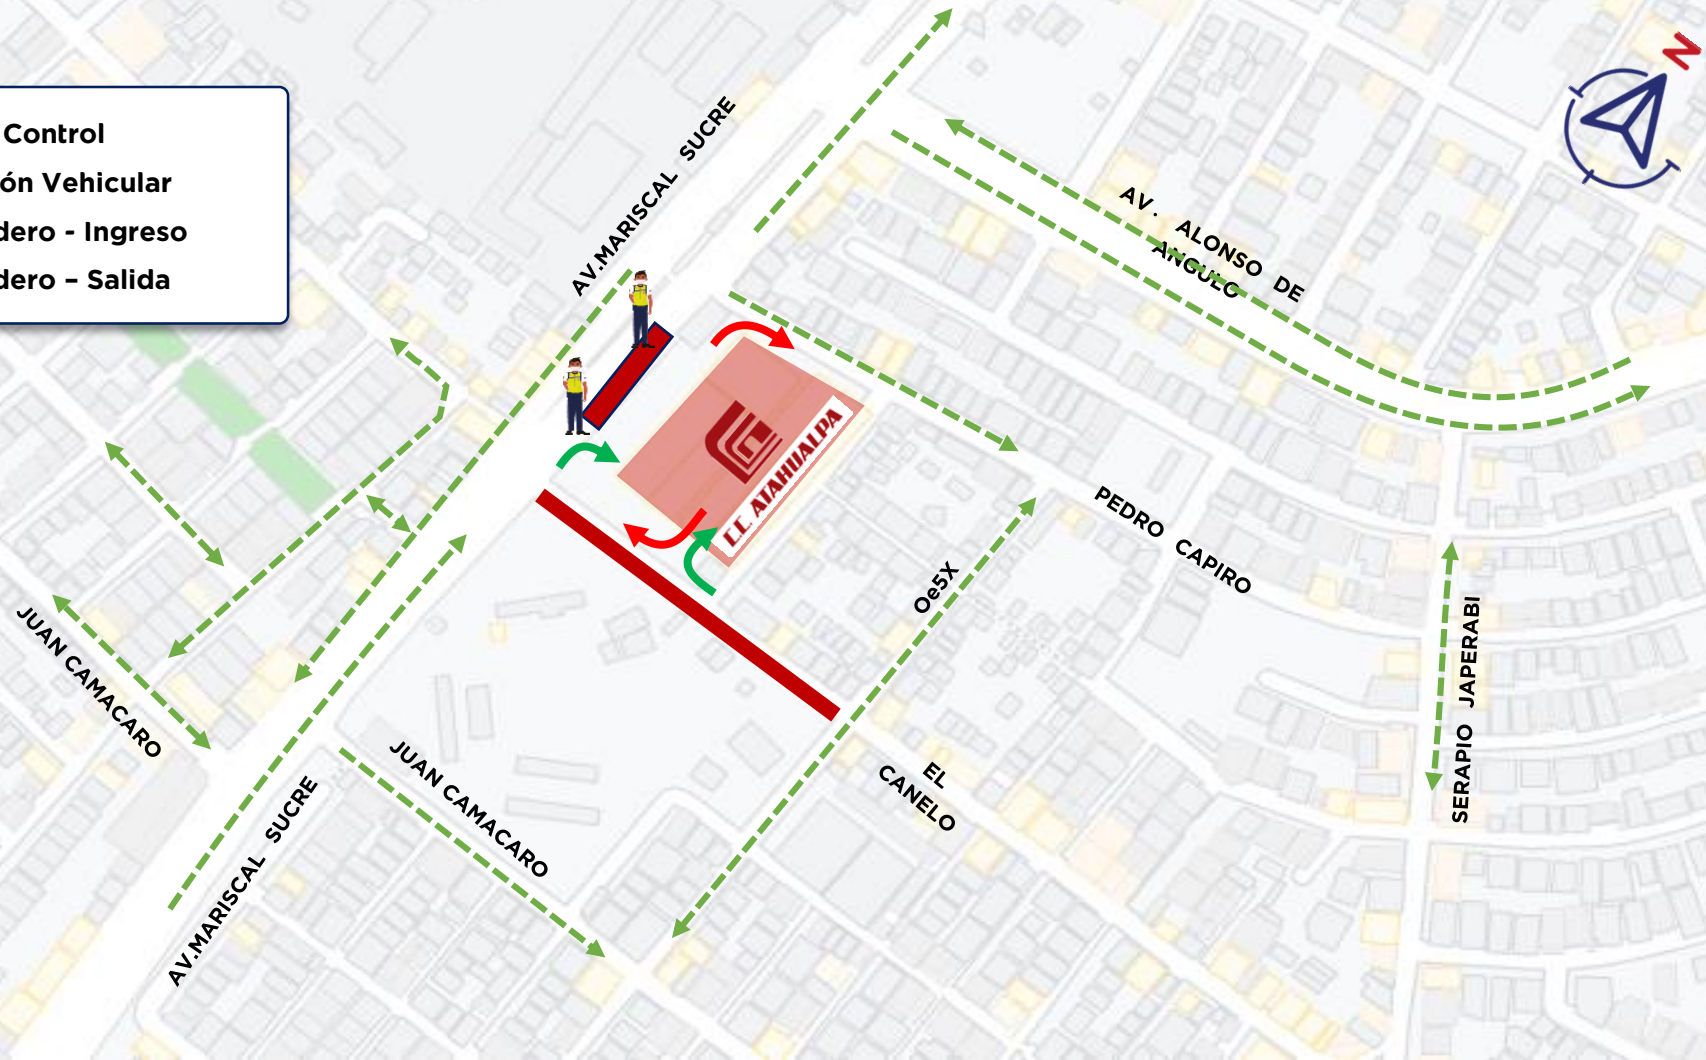 Control
ón Vehicular
dero - Ingreso
dero – Salida
N
AV.MARISCAL SUCRE
AV. ALONSO DE
ANGULO
C.C. ATAHUALPA
PEDRO CAPIRO
Oe5X
JUAN CAMACARO
JUAN CAMACARO
EL
CANELO
SERAPIO JAPERABI
AV.MARISCAL SUCRE